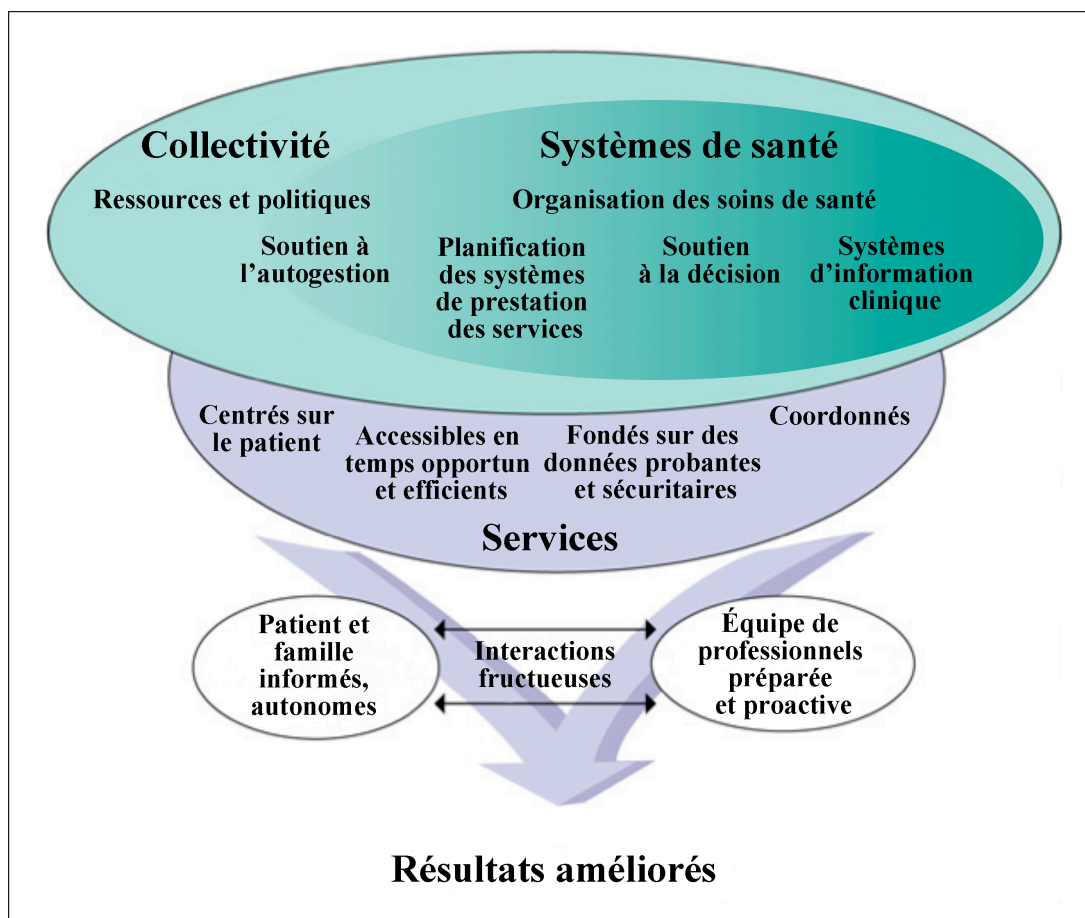 Collectivité
Systèmes de santé
Ressources et politiques
Organisation des soins de santé
Soutien à
l’autogestion
Planification
des systèmes
de prestation
des services
Soutien
à la décision
Systèmes
d’information
clinique
Centrés sur
le patient
Accessibles en
temps opportun
et efficients
Fondés sur des
données probantes
et sécuritaires
Coordonnés
Services
Patient et
famille
informés,
autonomes
Interactions
fructueuses
Équipe de
professionnels
préparée
et proactive
Résultats améliorés